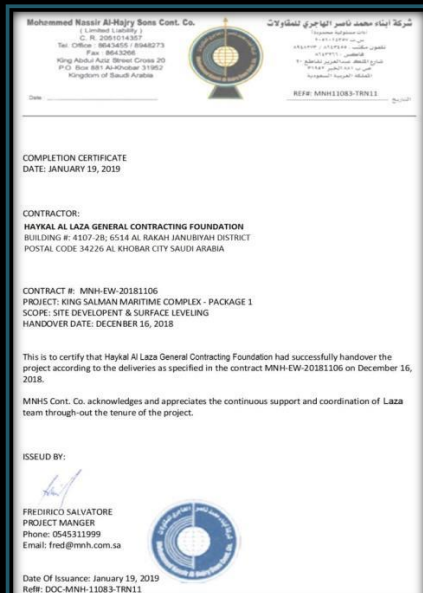 Mohammed Nassir Al-Hajry Sons Cont. Co.
( Limited Liability )
C. R. 2051014357
Tel. Office : 8643455 / 8948273
Fax : 8643266
King Abdul Aziz Street Cross 20
P.O. Box 881 Al-Khobar 31952
Kingdom of Saudi Arabia
Date
شركة أبناء محمد ناصر الهاجري للمقاولات
ذات مسئولية محدودة
المملكة العربية السعودية
REF#: MNH11083-TRN11
التاريخ
COMPLETION CERTIFICATE
DATE: JANUARY 19, 2019
CONTRACTOR:
HAYKAL AL LAZA GENERAL CONTRACTING FOUNDATION
BUILDING #: 4107-2B; 6514 AL RAKAH JANUBIYAH DISTRICT
POSTAL CODE 34226 AL KHOBAR CITY SAUDI ARABIA
CONTRACT #: MNH-EW-20181106
PROJECT: KING SALMAN MARITIME COMPLEX - PACKAGE 1
SCOPE: SITE DEVELOPMENT & SURFACE LEVELING
HANDOVER DATE: DECENBER 16, 2018
This is to certify that Haykal Al Laza General Contracting Foundation had successfully handover the
project according to the deliveries as specified in the contract MNH-EW-20181106 on December 16,
2018.
MNHS Cont. Co. acknowledges and appreciates the continuous support and coordination of Laza
team through-out the tenure of the project.
ISSEUD BY:
FREDIRICO SALVATORE
PROJECT MANGER
Phone: 0545311999
Email: fred@mnh.com.sa
Date Of Issuance: January 19, 2019
Ref#: DOC-MNH-11083-TRN11